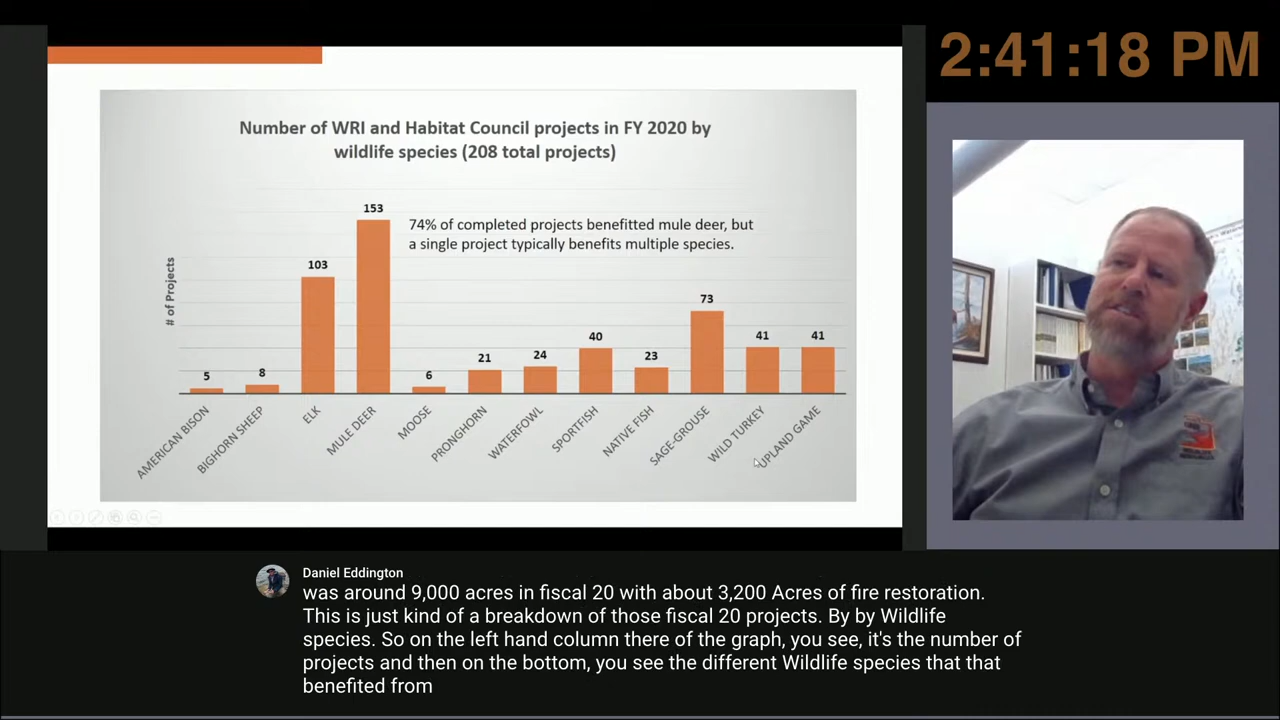 2:41:18 PM
Number of WRI and Habitat Council projects in FY 2020 by
wildlife species (208 total projects)
74% of completed projects benefitted mule deer, but
a single project typically benefits multiple species.
# of Projects
5
8
103
153
6
21
24
40
23
73
41
41
AMERICAN BISON
BIGHORN SHEEP
ELK
MULE DEER
MOOSE
PRONGHORN
WATERFOWL
SPORTFISH
NATIVE FISH
SAGE-GROUSE
WILD TURKEY
UPLAND GAME
Daniel Eddington
was around 9,000 acres in fiscal 20 with about 3,200 Acres of fire restoration.
This is just kind of a breakdown of those fiscal 20 projects. By by Wildlife
species. So on the left hand column there of the graph, you see, it's the number of
projects and then on the bottom, you see the different Wildlife species that that
benefited from